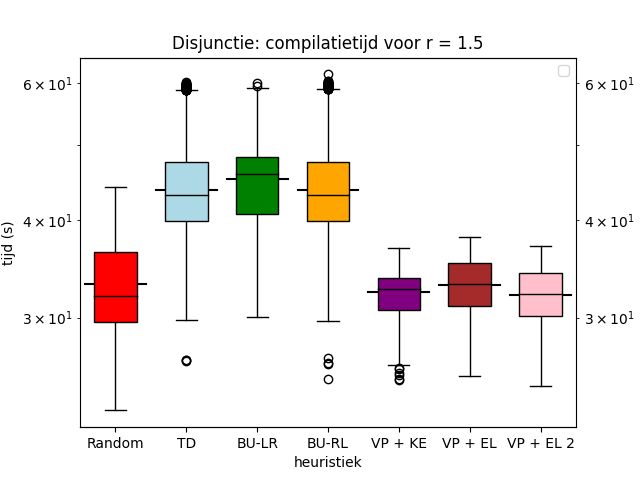 Disjunctie: compilatietijd voor r = 1.5
6 × 10¹
6 × 10¹
4 × 10¹
4 × 10¹
3 × 10¹
3 × 10¹
tijd (s)
Random TD BU-LR BU-RL VP + KE VP + EL VP + EL 2
heuristiek